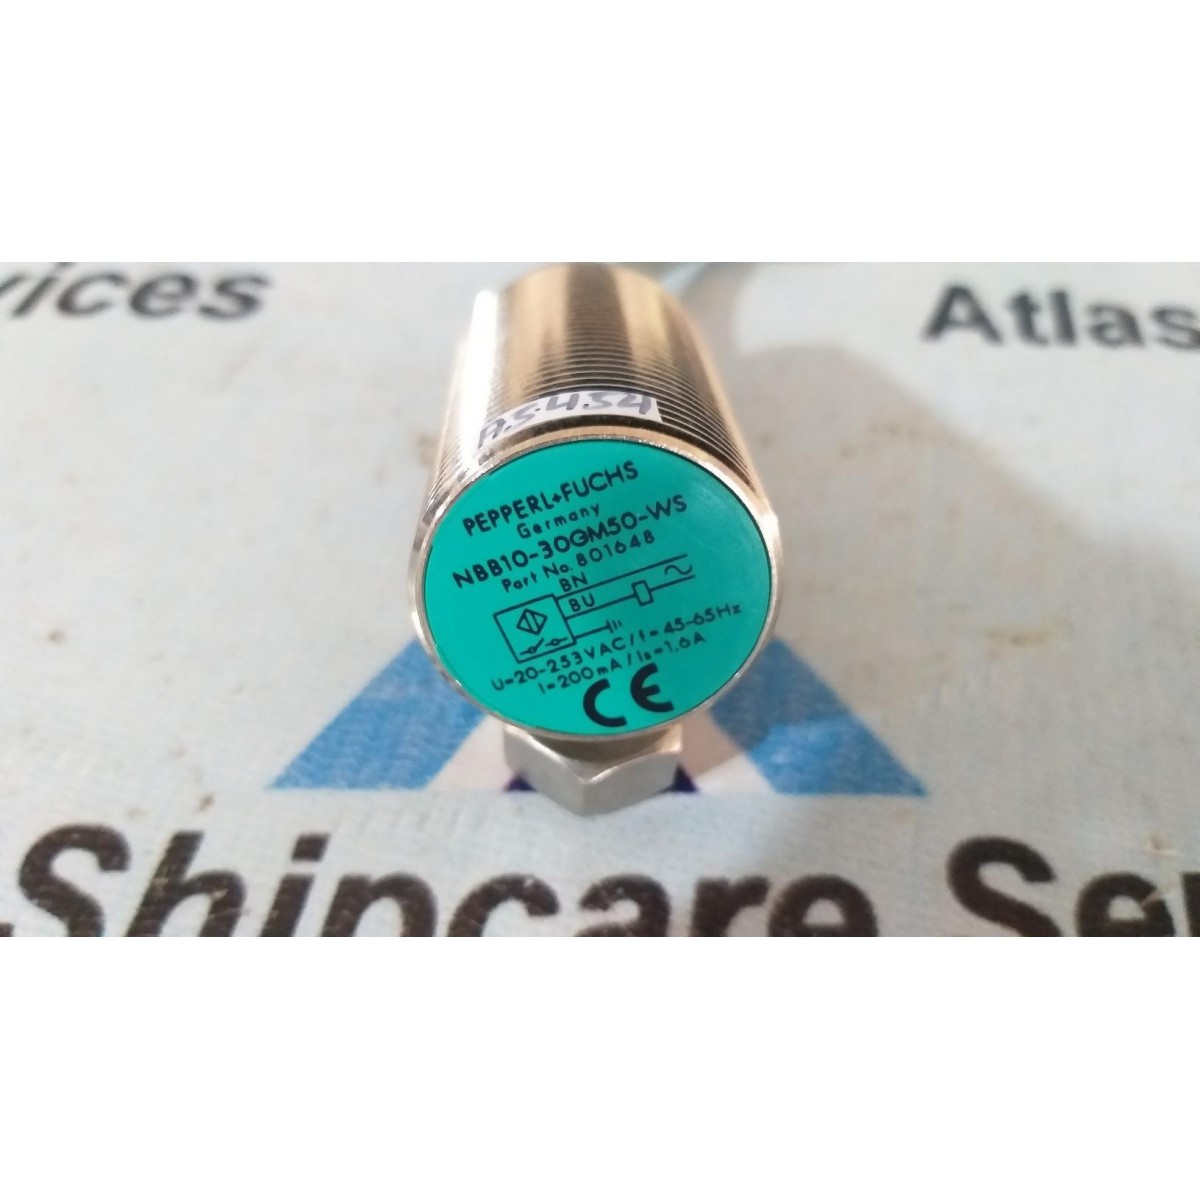 vices
Atlas
A.S.4.S4
PEPPERL+FUCHS
Germany
NBB10-30GM50-WS
Part No. 801648
BN
BU
U=20-253VAC/f=45-65Hz
I=200mA/Is=1,6A
CE
-Shipcare Ser